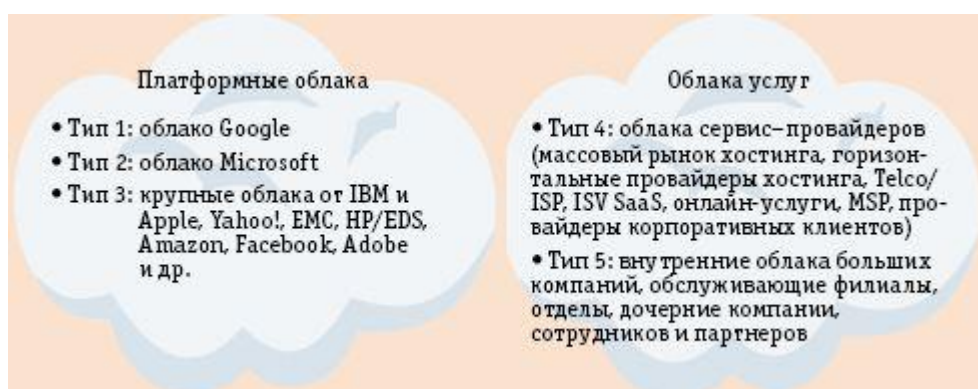 Платформные облака
• Тип 1: облако Google
• Тип 2: облако Microsoft
• Тип 3: крупные облака от IBM и
Apple, Yahoo!, EMC, HP/EDS,
Amazon, Facebook, Adobe
и др.
Облака услуг
• Тип 4: облака сервис–провайдеров
(массовый рынок хостинга, горизон-
тальные провайдеры хостинга, Telco/
ISP, ISV SaaS, онлайн-услуги, MSP, про-
вайдеры корпоративных клиентов)
• Тип 5: внутренние облака больших
компаний, обслуживающие филиалы,
отделы, дочерние компании,
сотрудников и партнеров